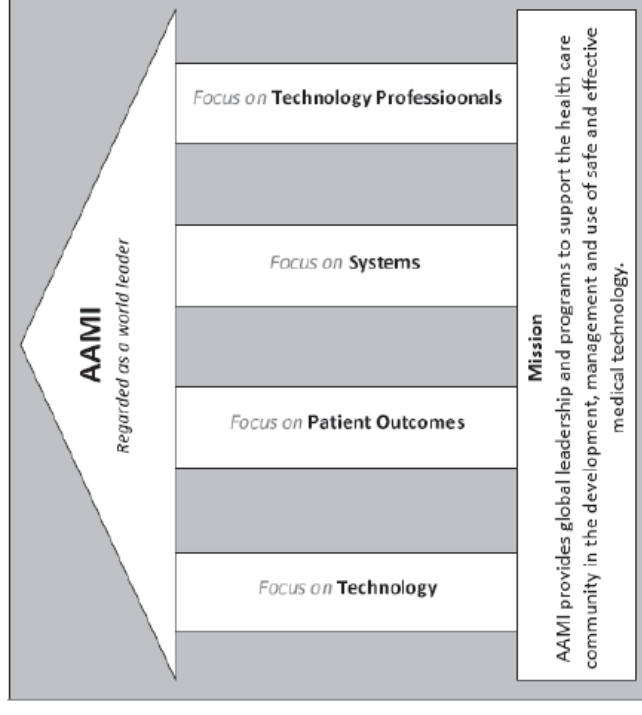 AAMI
Regarded as a world leader
Focus on Technology Professioonals
Focus on Systems
Focus on Patient Outcomes
Focus on Technology
Mission
AAMI provides global leadership and programs to support the health care
community in the development, management and use of safe and effective
medical technology.